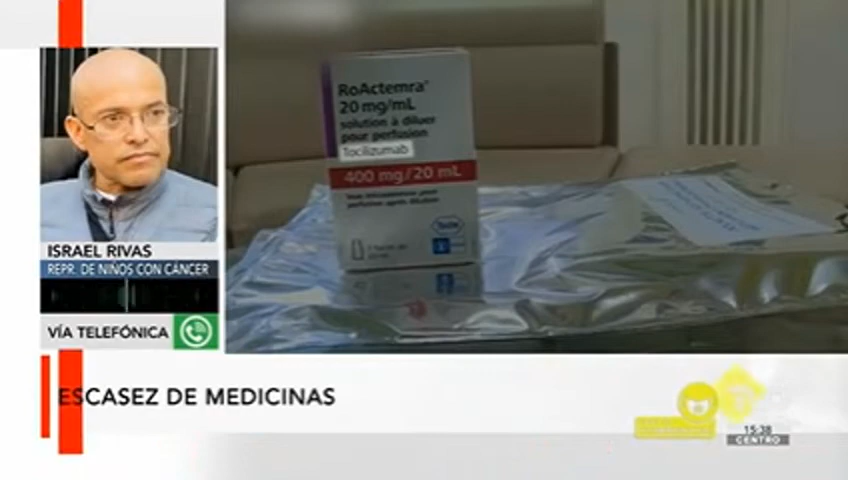 RoActemra®
20 mg/mL
solution à diluer
pour perfusion
Tocilizumab
400 mg/20 mL
Roche
ISRAEL RIVAS
REPR. DE NIÑOS CON CÁNCER
VÍA TELEFÓNICA
ESCASEZ DE MEDICINAS
15:38
CENTRO